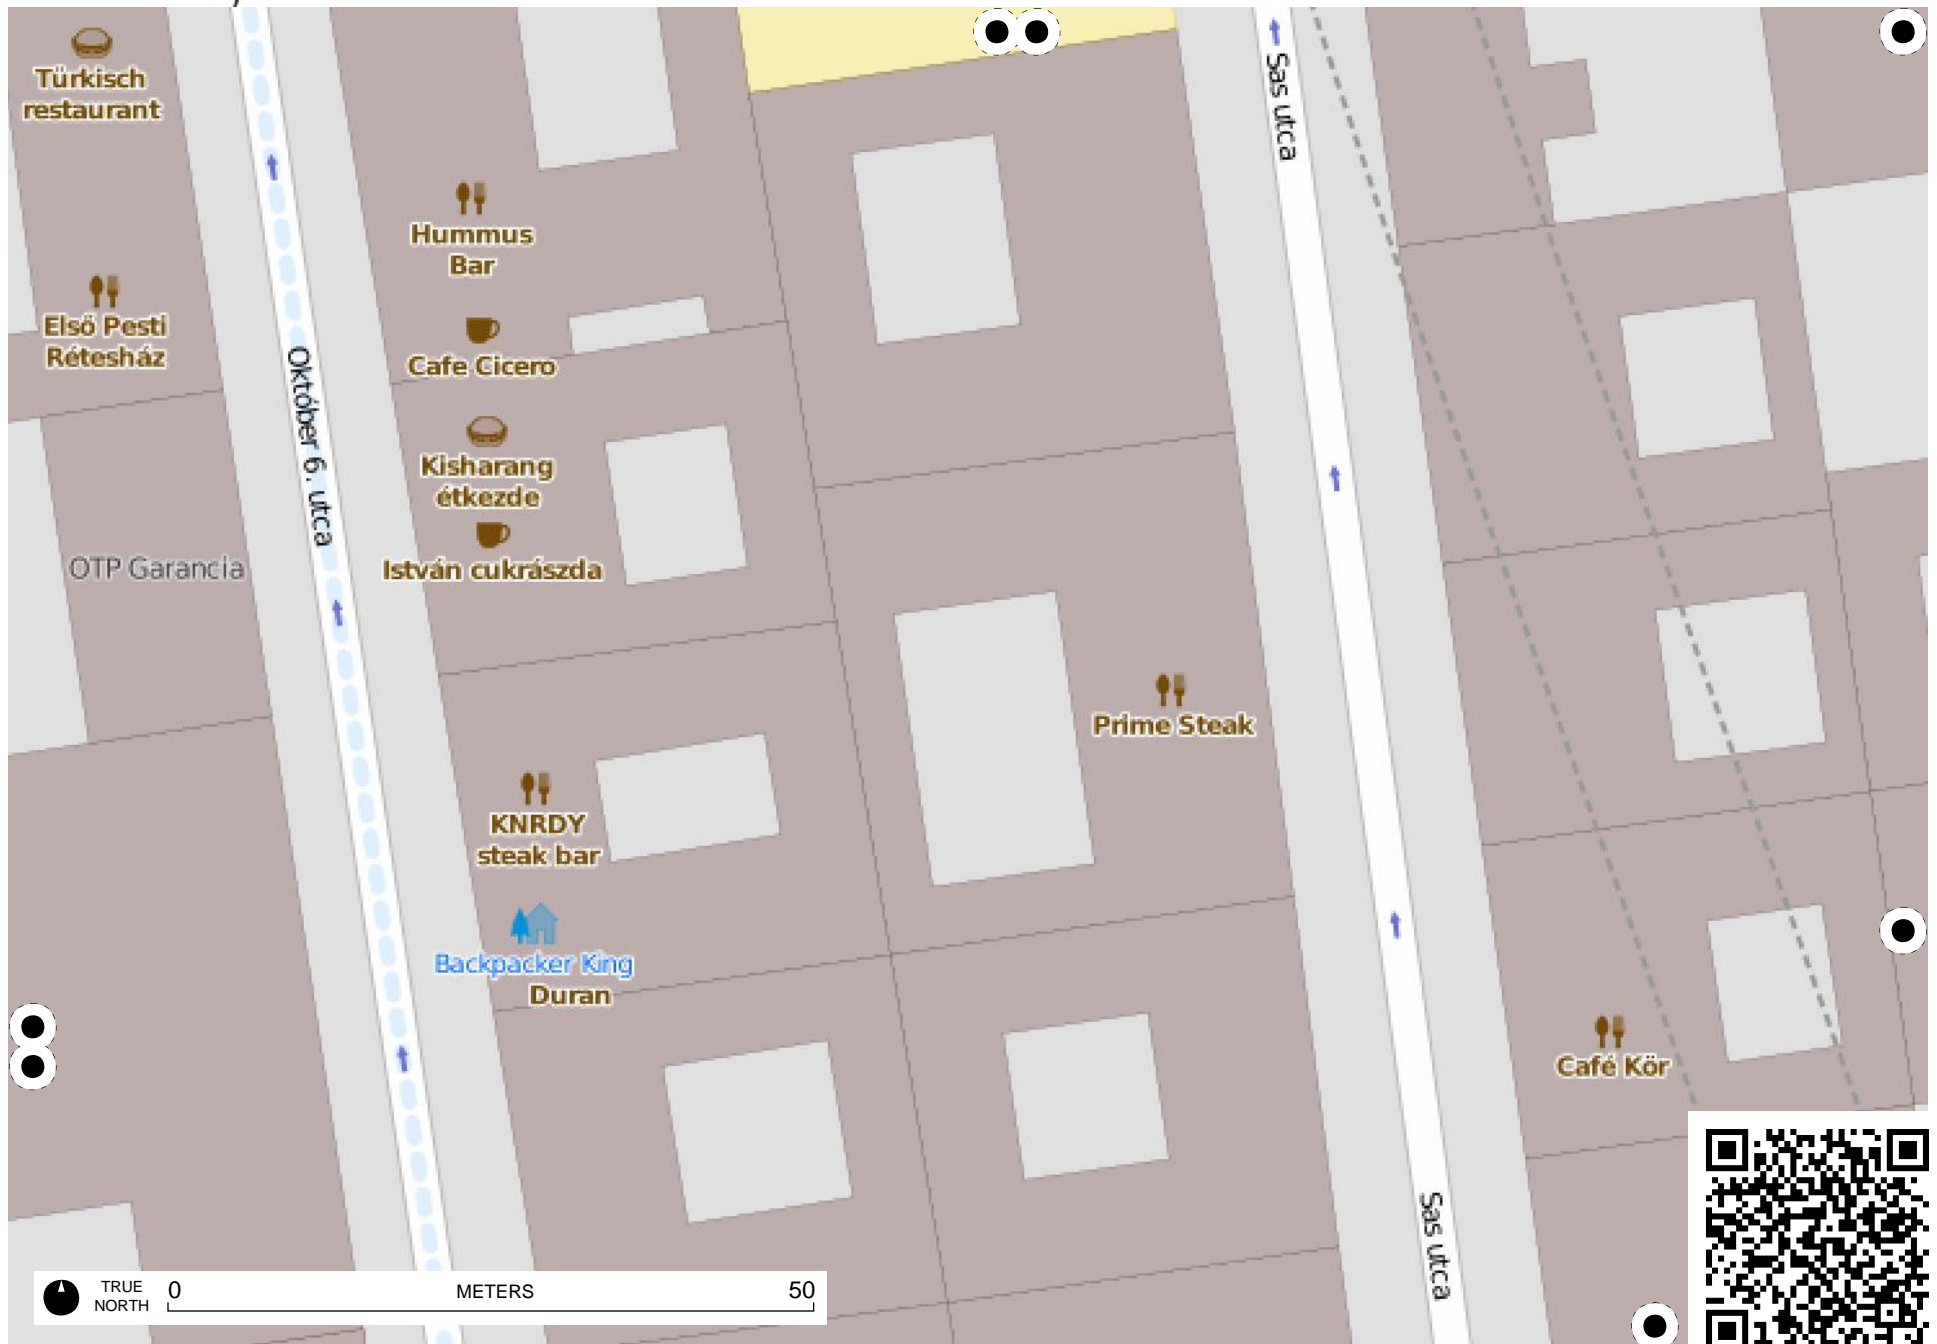 Türkisch
restaurant
Sas utca
Hummus
Bar
Első Pesti
Rétesház
Cafe Cicero
Október 6. utca
Kisharang
étkezde
OTP Garancia
István cukrászda
Prime Steak
KNRDY
steak bar
Backpacker King
Duran
Café Kör
Sas utca
TRUE
NORTH
0
METERS
50